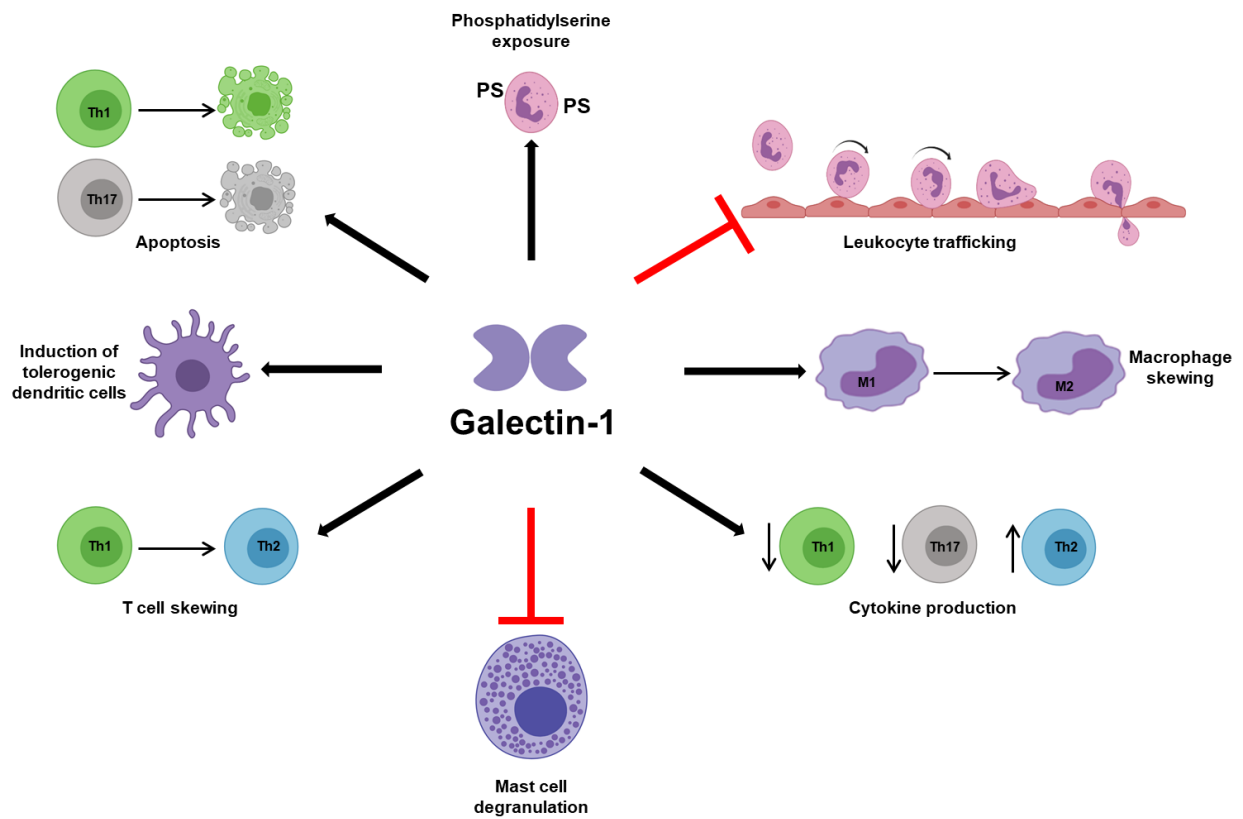 Phosphatidylserine
exposure
PS
PS
Th1
Th17
Apoptosis
Leukocyte trafficking
Induction of
tolerogenic
dendritic cells
Galectin-1
M1
M2
Macrophage
skewing
Th1
Th2
T cell skewing
Th1
Th17
Th2
Cytokine production
Mast cell
degranulation